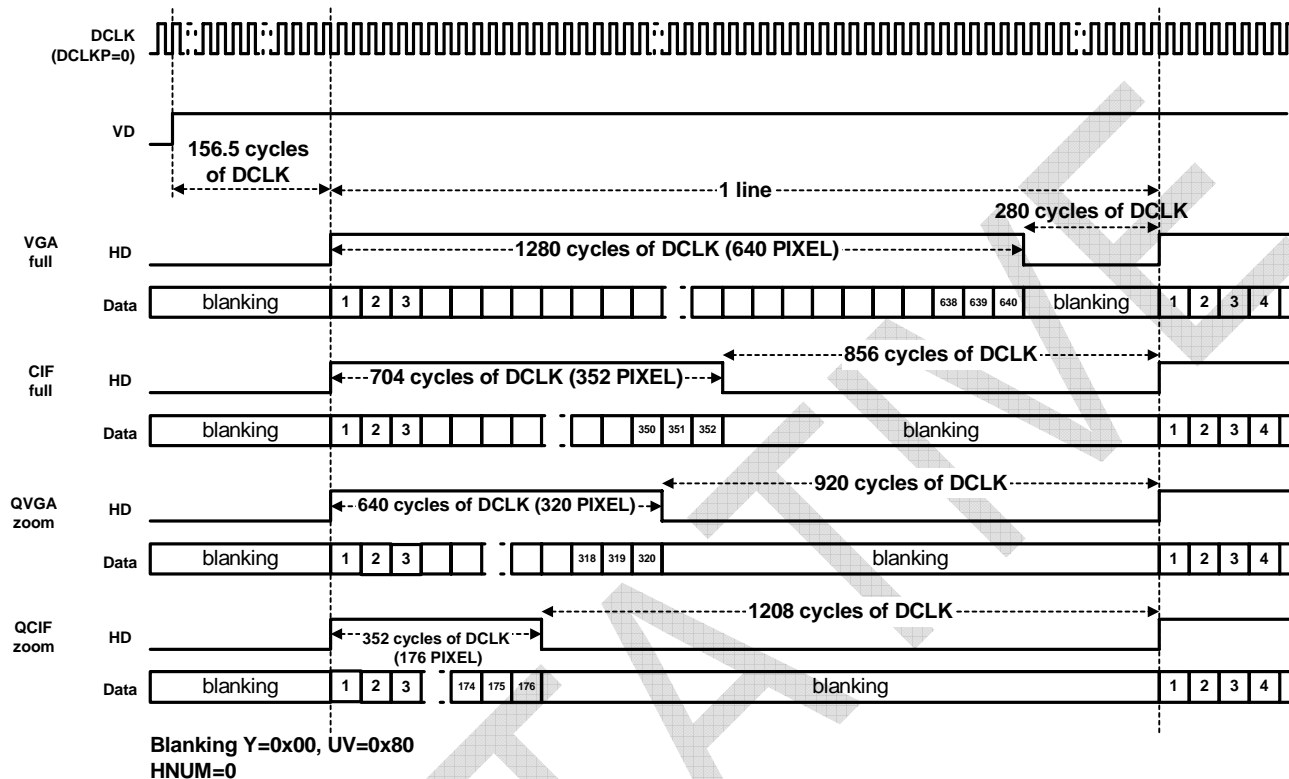 DCLK
(DCLKP=0)
VD
156.5 cycles
of DCLK
1 line
280 cycles of DCLK
VGA
full
HD
1280 cycles of DCLK (640 PIXEL)
Data
blanking
1 2 3
638 639 640
blanking
1 2 3 4
856 cycles of DCLK
CIF
full
HD
704 cycles of DCLK (352 PIXEL)
Data
blanking
1 2 3
350 351 352
blanking
1 2 3 4
920 cycles of DCLK
QVGA
zoom
HD
640 cycles of DCLK (320 PIXEL)
Data
blanking
1 2 3
318 319 320
blanking
1 2 3 4
1208 cycles of DCLK
QCIF
zoom
HD
352 cycles of DCLK
(176 PIXEL)
Data
blanking
1 2 3
174 175 176
blanking
1 2 3 4
Blanking Y=0x00, UV=0x80
HNUM=0
TATIVE